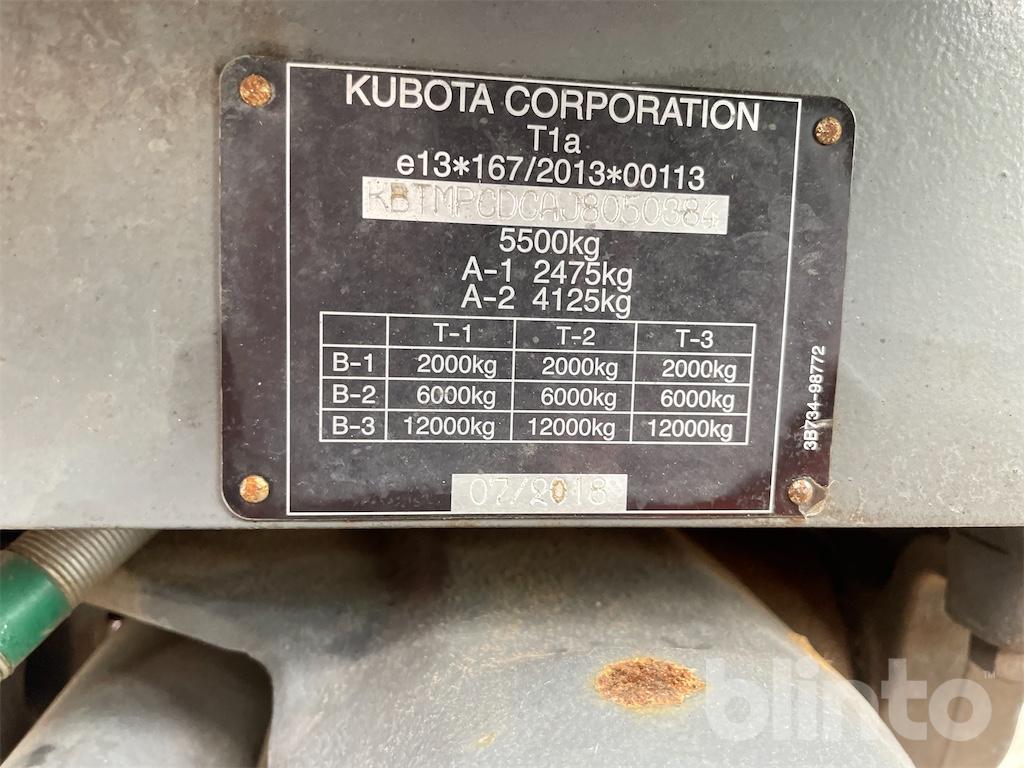 KUBOTA CORPORATION
T1a
e13*167/2013*00113
KBTMPCDCAJ8050384
5500kg
A-1 2475kg
A-2 4125kg
T-1 T-2 T-3
B-1 2000kg 2000kg 2000kg
B-2 6000kg 6000kg 6000kg
B-3 12000kg 12000kg 12000kg
07/2018
3B734-98772
blinto™